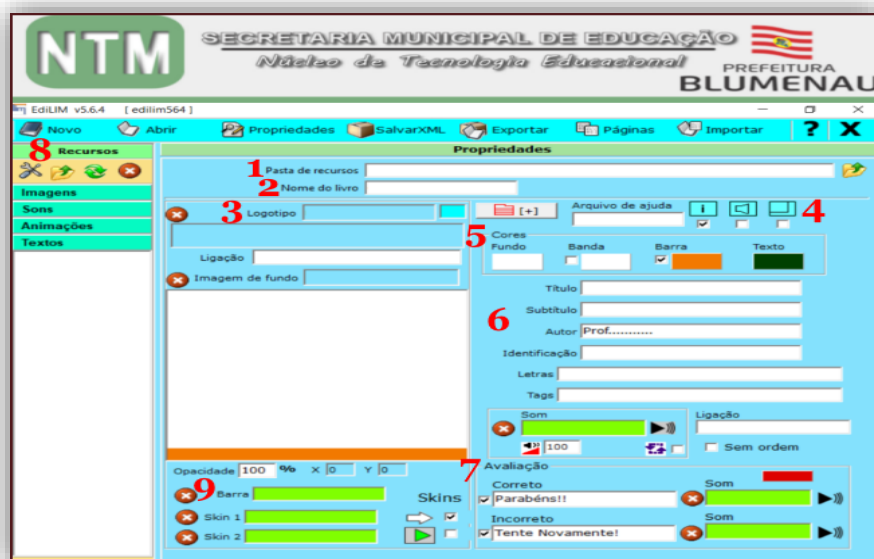 NTM
SECRETARIA MUNICIPAL DE EDUCAÇÃO
Núcleo de Tecnologia Educacional
PREFEITURA
BLUMENAU
EdiLIM v5.6.4 [ edilim564 ]
Novo Abrir Propriedades SalvarXML Exportar Páginas Importar ? X
8 Recursos
Propriedades
Imagens
Sons
Animações
Textos
1 Pasta de recursos
2 Nome do livro
3 Logotipo
[+] Arquivo de ajuda i 4
Ligação
Imagem de fundo
5 Cores
Fundo Banda Barra Texto
6
Título
Subtítulo
Autor Prof...........
Identificação
Letras
Tags
Som Ligação
100 Sem ordem
Opacidade 100 % X 0 Y 0
9 Barra Skins
Skin 1
Skin 2
7 Avaliação
Correto Som
Parabéns!!
Incorreto Som
Tente Novamente!